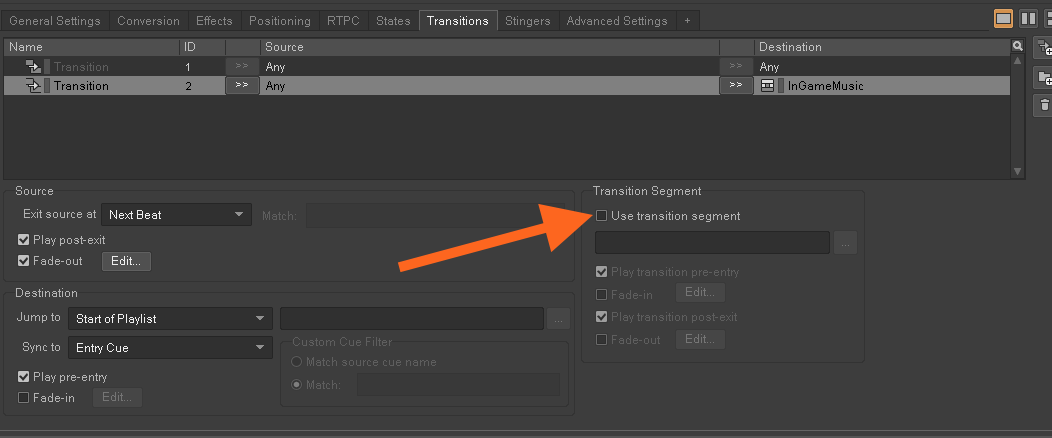 General Settings Conversion Effects Positioning RTPC States Transitions Stingers Advanced Settings +
Name ID Source Destination
Transition 1 >> Any >> Any
Transition 2 >> Any >> InGameMusic
Source
Exit source at Next Beat Match:
Play post-exit
Fade-out Edit...
Transition Segment
Use transition segment
...
Play transition pre-entry
Fade-in Edit...
Play transition post-exit
Fade-out Edit...
Destination
Jump to Start of Playlist ...
Sync to Entry Cue
Custom Cue Filter
Match source cue name
Match:
Play pre-entry
Fade-in Edit...